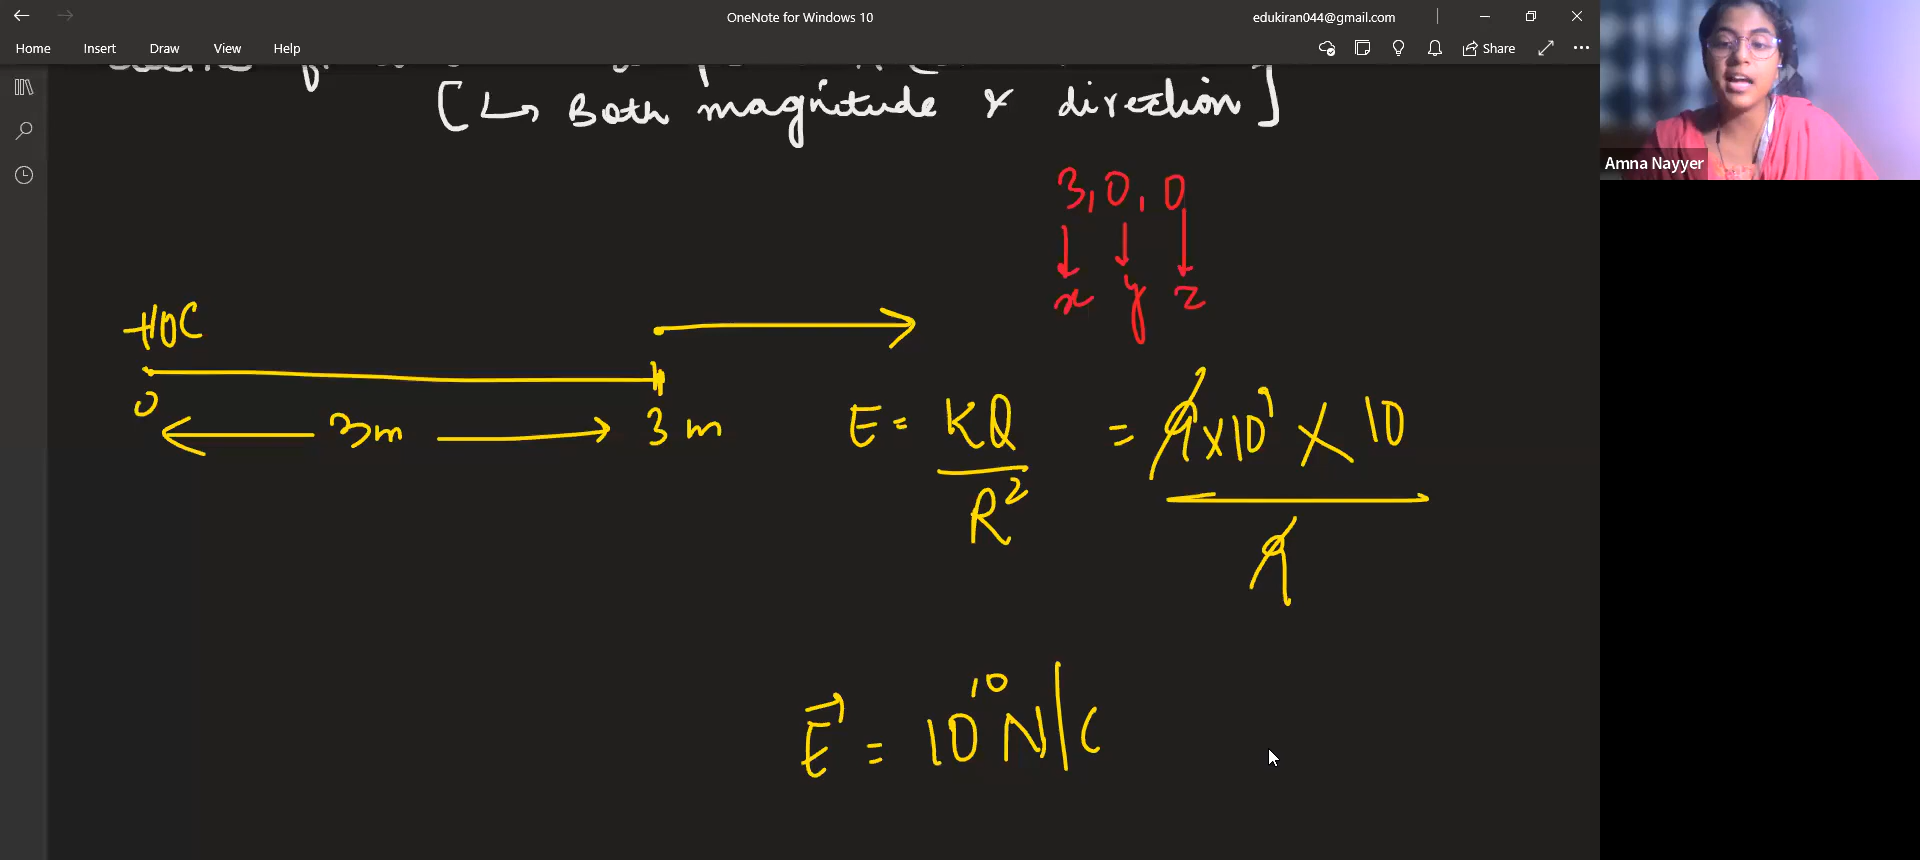 OneNote for Windows 10
edukiran044@gmail.com
Home Insert Draw View Help
Share
Amna Nayyer
[↳ Both magnitude & direction]
3, 0, 0
x y z
+10C
0
3m
3 m
E = KQ / R² = 9×10⁹ × 10 / 9
E⃗ = 10¹⁰ N/C